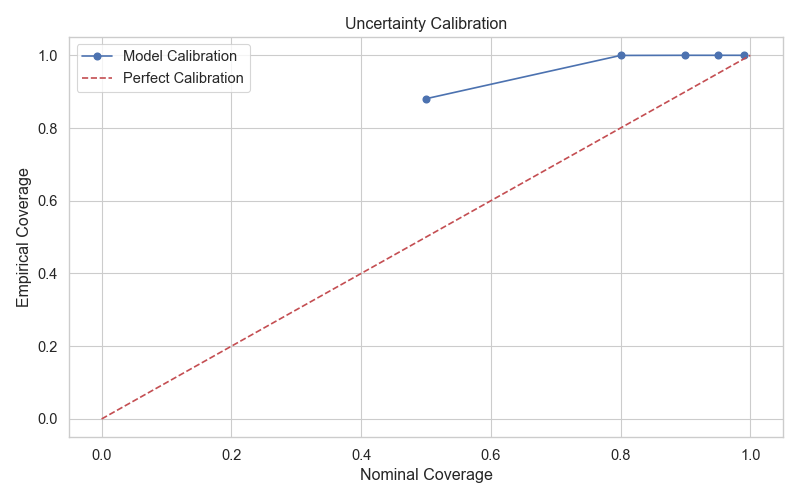 Uncertainty Calibration
Model Calibration
Perfect Calibration
Empirical Coverage
1.0
0.8
0.6
0.4
0.2
0.0
0.0 0.2 0.4 0.6 0.8 1.0
Nominal Coverage